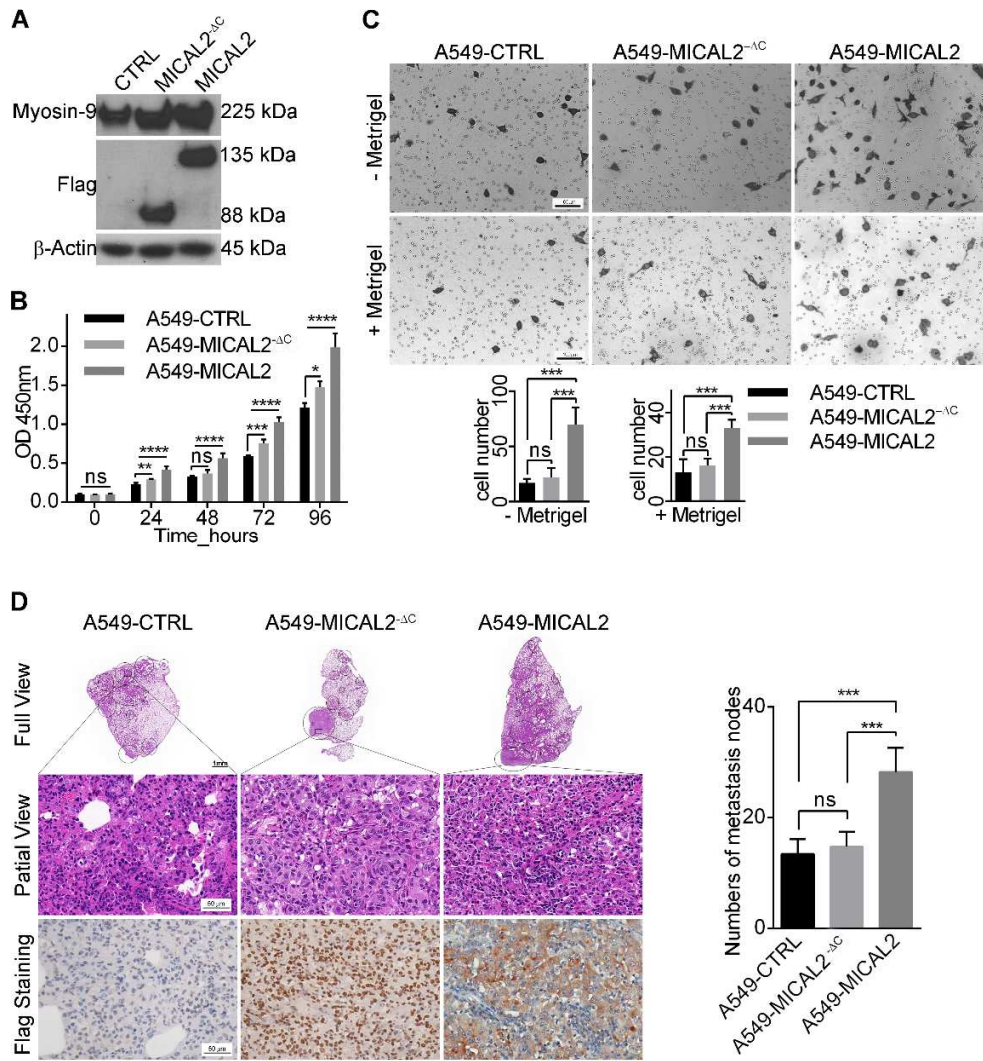 A
CTRL
MICAL2-ΔC
MICAL2
Myosin-9
225 kDa
135 kDa
Flag
88 kDa
β-Actin
45 kDa
B
A549-CTRL
A549-MICAL2-ΔC
A549-MICAL2
OD 450nm
2.0
1.5
1.0
0.5
0.0
ns
** ****
ns ****
*** ****
* ****
0 24 48 72 96
Time_hours
C
A549-CTRL A549-MICAL2-ΔC A549-MICAL2
- Metrigel
+ Metrigel
cell number
100
50
0
***
***
ns
- Metrigel
cell number
40
20
0
***
***
ns
+ Metrigel
A549-CTRL
A549-MICAL2-ΔC
A549-MICAL2
D
A549-CTRL A549-MICAL2-ΔC A549-MICAL2
Full View
1mm
Patial View
50 μm
Flag Staining
50 μm
Numbers of metastasis nodes
40
20
0
***
***
ns
A549-CTRL
A549-MICAL2-ΔC
A549-MICAL2